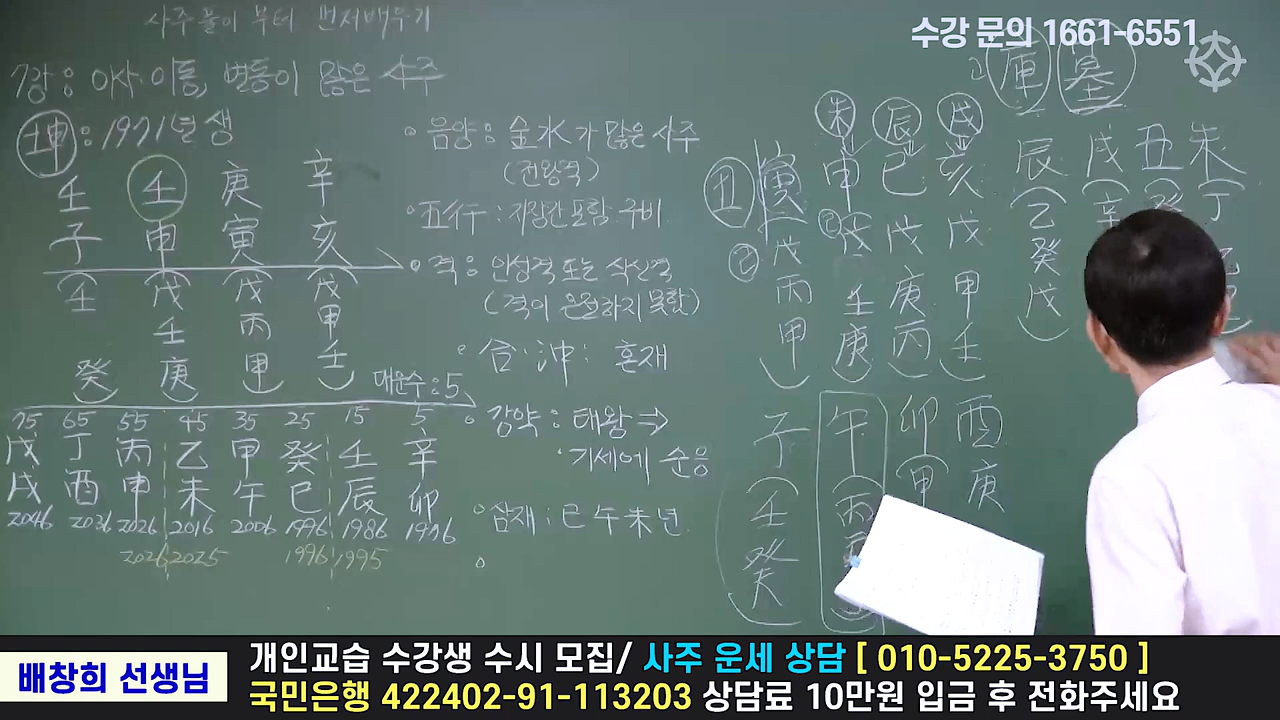 사주풀이 부터 먼저배우기
7강: 이사, 이동, 변동이 많은 사주
坤: 1971년생
壬 壬 庚 辛
子 申 寅 亥
壬 戊 戊 戊
壬 丙 甲
癸 庚 甲 壬
대운수: 5
75 65 55 45 35 25 15 5
戊 丁 丙 乙 甲 癸 壬 辛
戌 酉 申 未 午 巳 辰 卯
2046 2036 2026 2016 2006 1996 1986 1976
2026 2025 1996 1995
음양: 金水가 많은 사주
(전왕격)
五行: 지장간 포함 구비
격: 인성격 또는 식신격
(격이 온전하지 못함)
合:冲: 혼재
강약: 태왕⇒
기세에 순응
삼재: 巳午未년
수강 문의 1661-6551
庫 墓
未 辰 戌
丑 寅 申 巳 亥
戊 戊 戊 戊
丙 壬 庚 甲
甲 庚 丙 壬
子 午 卯 酉
壬 丙 甲 庚
癸
辰 戌 丑 未
乙 辛 癸 丁
癸
戊
배창희 선생님
개인교습 수강생 수시 모집/ 사주 운세 상담 [ 010-5225-3750 ]
국민은행 422402-91-113203 상담료 10만원 입금 후 전화주세요